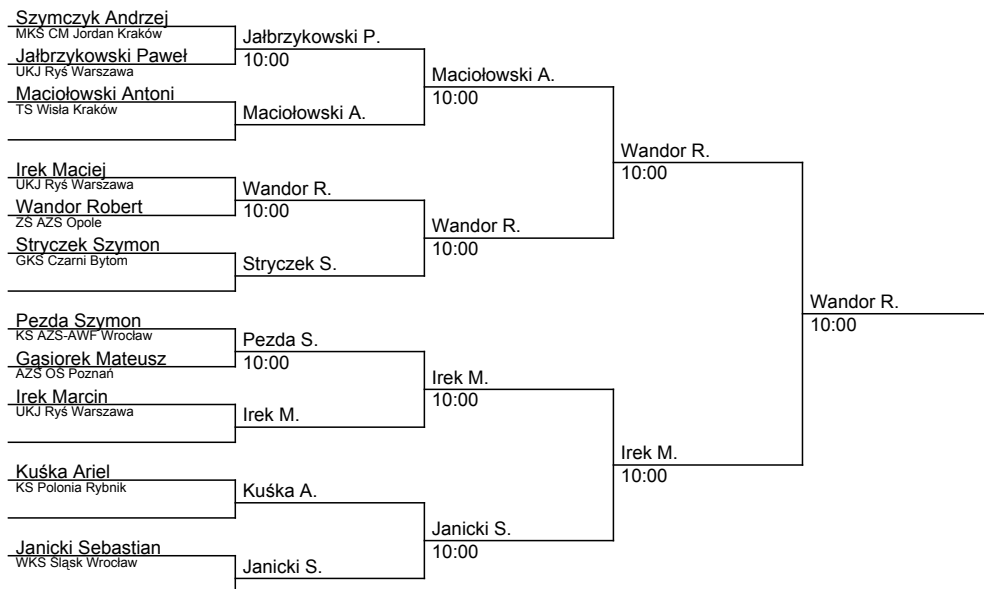 Szymczyk Andrzej
MKS CM Jordan Kraków
Jałbrzykowski Paweł
UKJ Ryś Warszawa
Maciołowski Antoni
TS Wisła Kraków
Irek Maciej
UKJ Ryś Warszawa
Wandor Robert
ZS AZS Opole
Stryczek Szymon
GKS Czarni Bytom
Pezda Szymon
KS AZS-AWF Wrocław
Gąsiorek Mateusz
AZS OŚ Poznań
Irek Marcin
UKJ Ryś Warszawa
Kuśka Ariel
KS Polonia Rybnik
Janicki Sebastian
WKS Śląsk Wrocław
Jałbrzykowski P.
10:00
Maciołowski A.
Wandor R.
10:00
Stryczek S.
Pezda S.
10:00
Irek M.
Kuśka A.
Janicki S.
Maciołowski A.
10:00
Wandor R.
10:00
Irek M.
10:00
Janicki S.
10:00
Wandor R.
10:00
Irek M.
10:00
Wandor R.
10:00